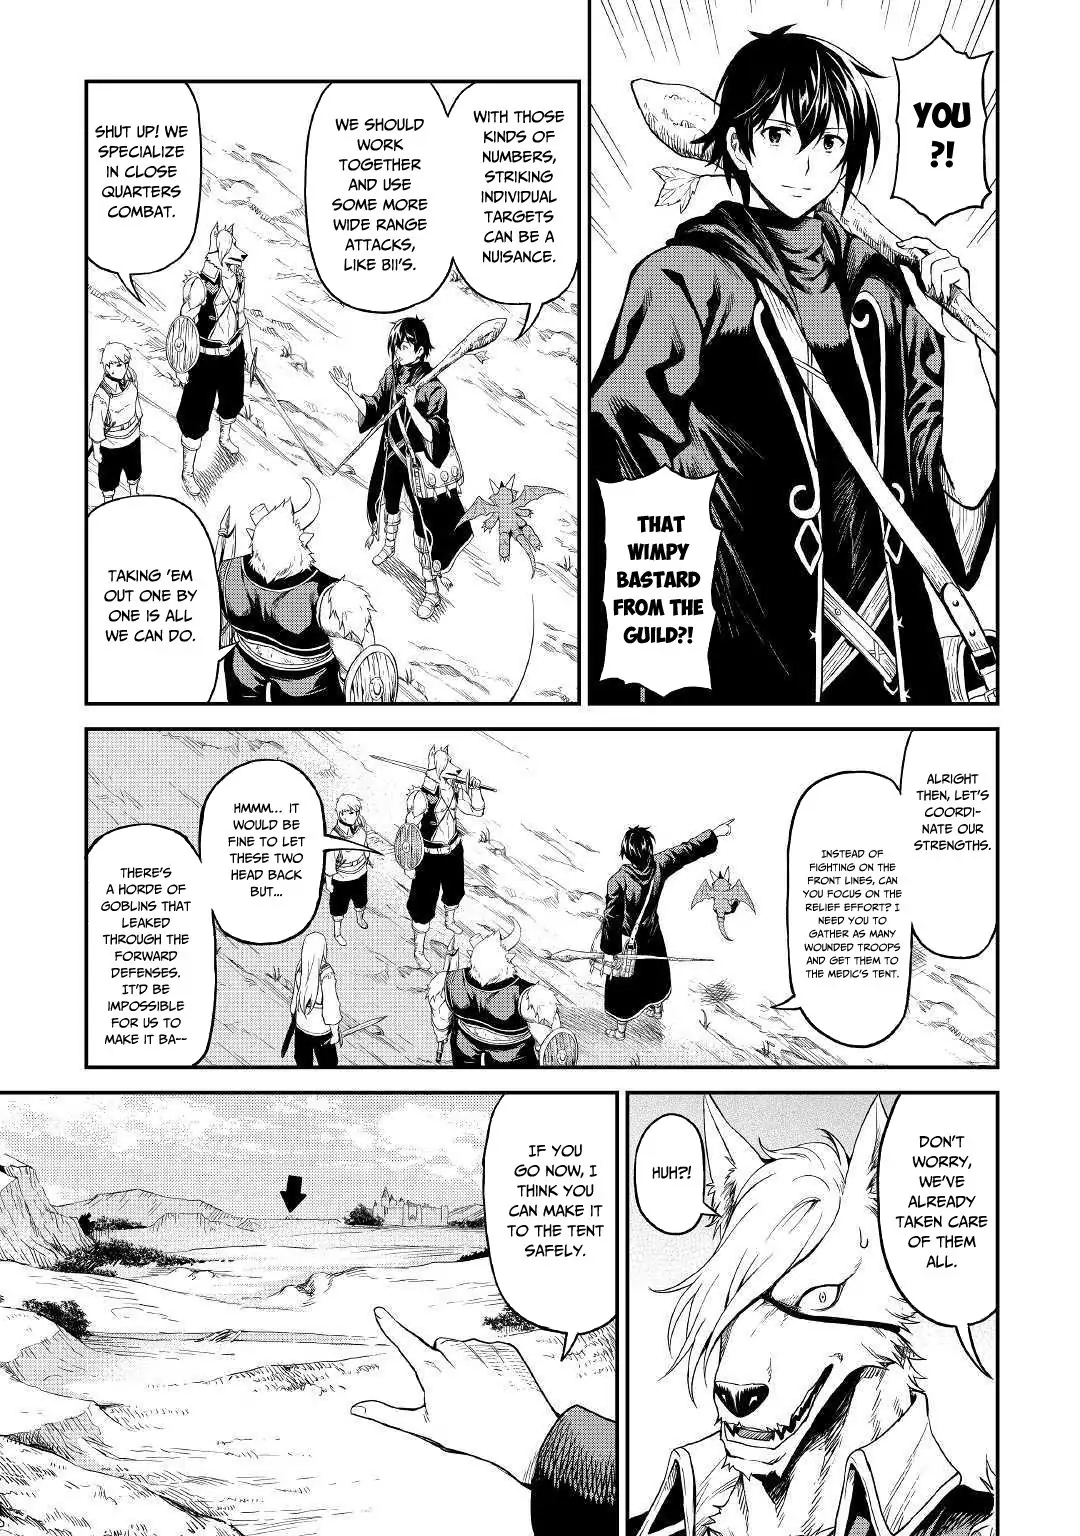 YOU
?!
THAT
WIMPY
BASTARD
FROM THE
GUILD?!
WITH THOSE
KINDS OF
NUMBERS,
STRIKING
INDIVIDUAL
TARGETS
CAN BE A
NUISANCE.
WE SHOULD
WORK
TOGETHER
AND USE
SOME MORE
WIDE RANGE
ATTACKS,
LIKE BII'S.
SHUT UP! WE
SPECIALIZE
IN CLOSE
QUARTERS
COMBAT.
TAKING 'EM
OUT ONE BY
ONE IS ALL
WE CAN DO.
ALRIGHT
THEN, LET'S
COORDI-
NATE OUR
STRENGTHS.
INSTEAD OF
FIGHTING ON THE
FRONT LINES, CAN
YOU FOCUS ON THE
RELIEF EFFORT? I
NEED YOU TO
GATHER AS MANY
WOUNDED TROOPS
AND GET THEM TO
THE MEDIC'S TENT.
HMMM... IT
WOULD BE
FINE TO LET
THESE TWO
HEAD BACK
BUT...
THERE'S
A HORDE OF
GOBLINS THAT
LEAKED
THROUGH THE
FORWARD
DEFENSES.
IT'D BE
IMPOSSIBLE
FOR US TO
MAKE IT BA--
DON'T
WORRY,
WE'VE
ALREADY
TAKEN CARE
OF THEM
ALL.
HUH?!
IF YOU
GO NOW, I
THINK YOU
CAN MAKE IT
TO THE TENT
SAFELY.